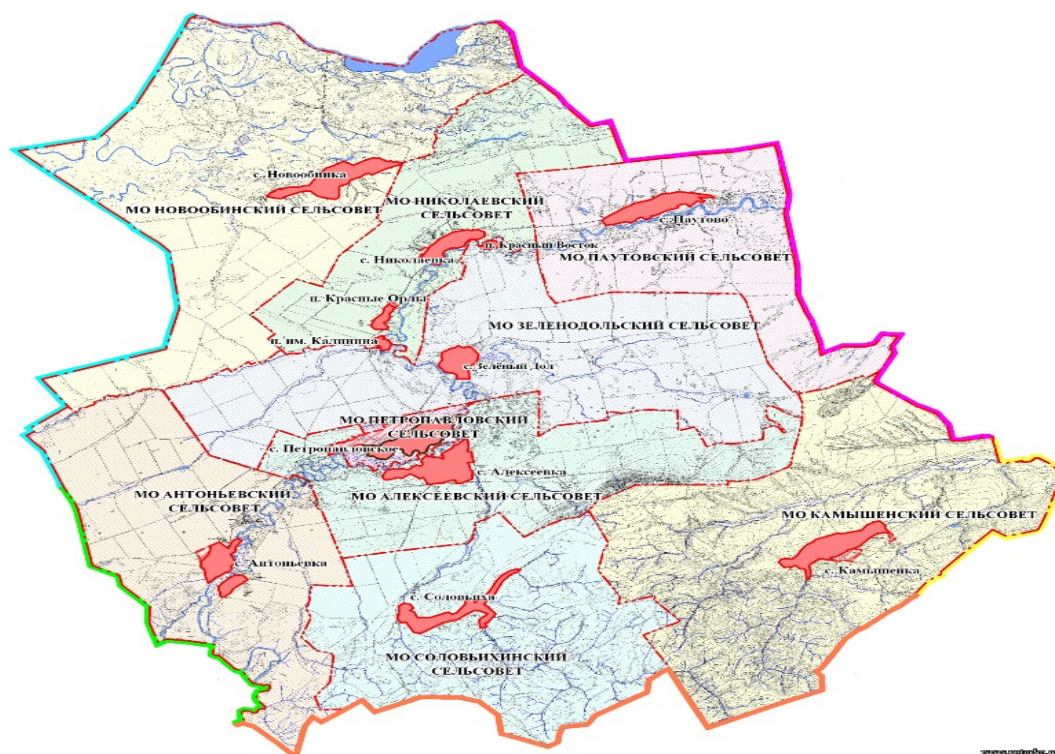 с. Новообинка
МО НОВООБИНСКИЙ СЕЛЬСОВЕТ
МО НИКОЛАЕВСКИЙ
СЕЛЬСОВЕТ
с. Паутово
п. Красный Восток
с. Николаевка
МО ПАУТОВСКИЙ СЕЛЬСОВЕТ
п. Красные Орлы
МО ЗЕЛЕНОДОЛЬСКИЙ СЕЛЬСОВЕТ
п. им. Калинина
с. Зелёный Дол
МО ПЕТРОПАВЛОВСКИЙ
СЕЛЬСОВЕТ
с. Петропавловское
с. Алексеевка
МО АНТОНЬЕВСКИЙ
СЕЛЬСОВЕТ
МО АЛЕКСЕЕВСКИЙ СЕЛЬСОВЕТ
МО КАМЫШЕНСКИЙ СЕЛЬСОВЕТ
с. Антоньевка
с. Камышенка
с. Соловьиха
МО СОЛОВЬИХИНСКИЙ
СЕЛЬСОВЕТ